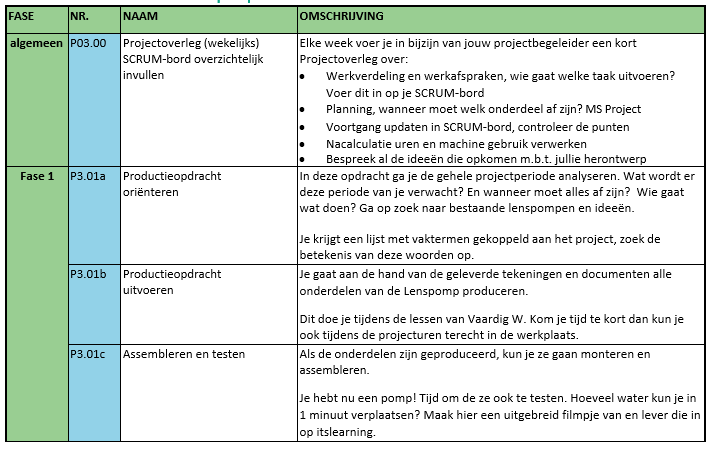 FASE NR. NAAM OMSCHRIJVING
algemeen P03.00 Projectoverleg (wekelijks) SCRUM-bord overzichtelijk invullen
Elke week voer je in bijzijn van jouw projectbegeleider een kort
Projectoverleg over:
• Werkverdeling en werkafspraken, wie gaat welke taak uitvoeren?
Voer dit in op je SCRUM-bord
• Planning, wanneer moet welk onderdeel af zijn? MS Project
• Voortgang updaten in SCRUM-bord, controleer de punten
• Nacalculatie uren en machine gebruik verwerken
• Bespreek al de ideeën die opkomen m.b.t. jullie herontwerp
Fase 1 P3.01a Productieopdracht oriënteren
In deze opdracht ga je de gehele projectperiode analyseren. Wat wordt er
deze periode van je verwacht? En wanneer moet alles af zijn? Wie gaat
wat doen? Ga op zoek naar bestaande lenspompen en ideeën.
Je krijgt een lijst met vaktermen gekoppeld aan het project, zoek de
betekenis van deze woorden op.
P3.01b Productieopdracht uitvoeren
Je gaat aan de hand van de geleverde tekeningen en documenten alle
onderdelen van de Lenspomp produceren.
Dit doe je tijdens de lessen van Vaardig W. Kom je tijd te kort dan kun je
ook tijdens de projecturen terecht in de werkplaats.
P3.01c Assembleren en testen
Als de onderdelen zijn geproduceerd, kun je ze gaan monteren en
assembleren.
Je hebt nu een pomp! Tijd om de ze ook te testen. Hoeveel water kun je in
1 minuut verplaatsen? Maak hier een uitgebreid filmpje van en lever die in
op itslearning.